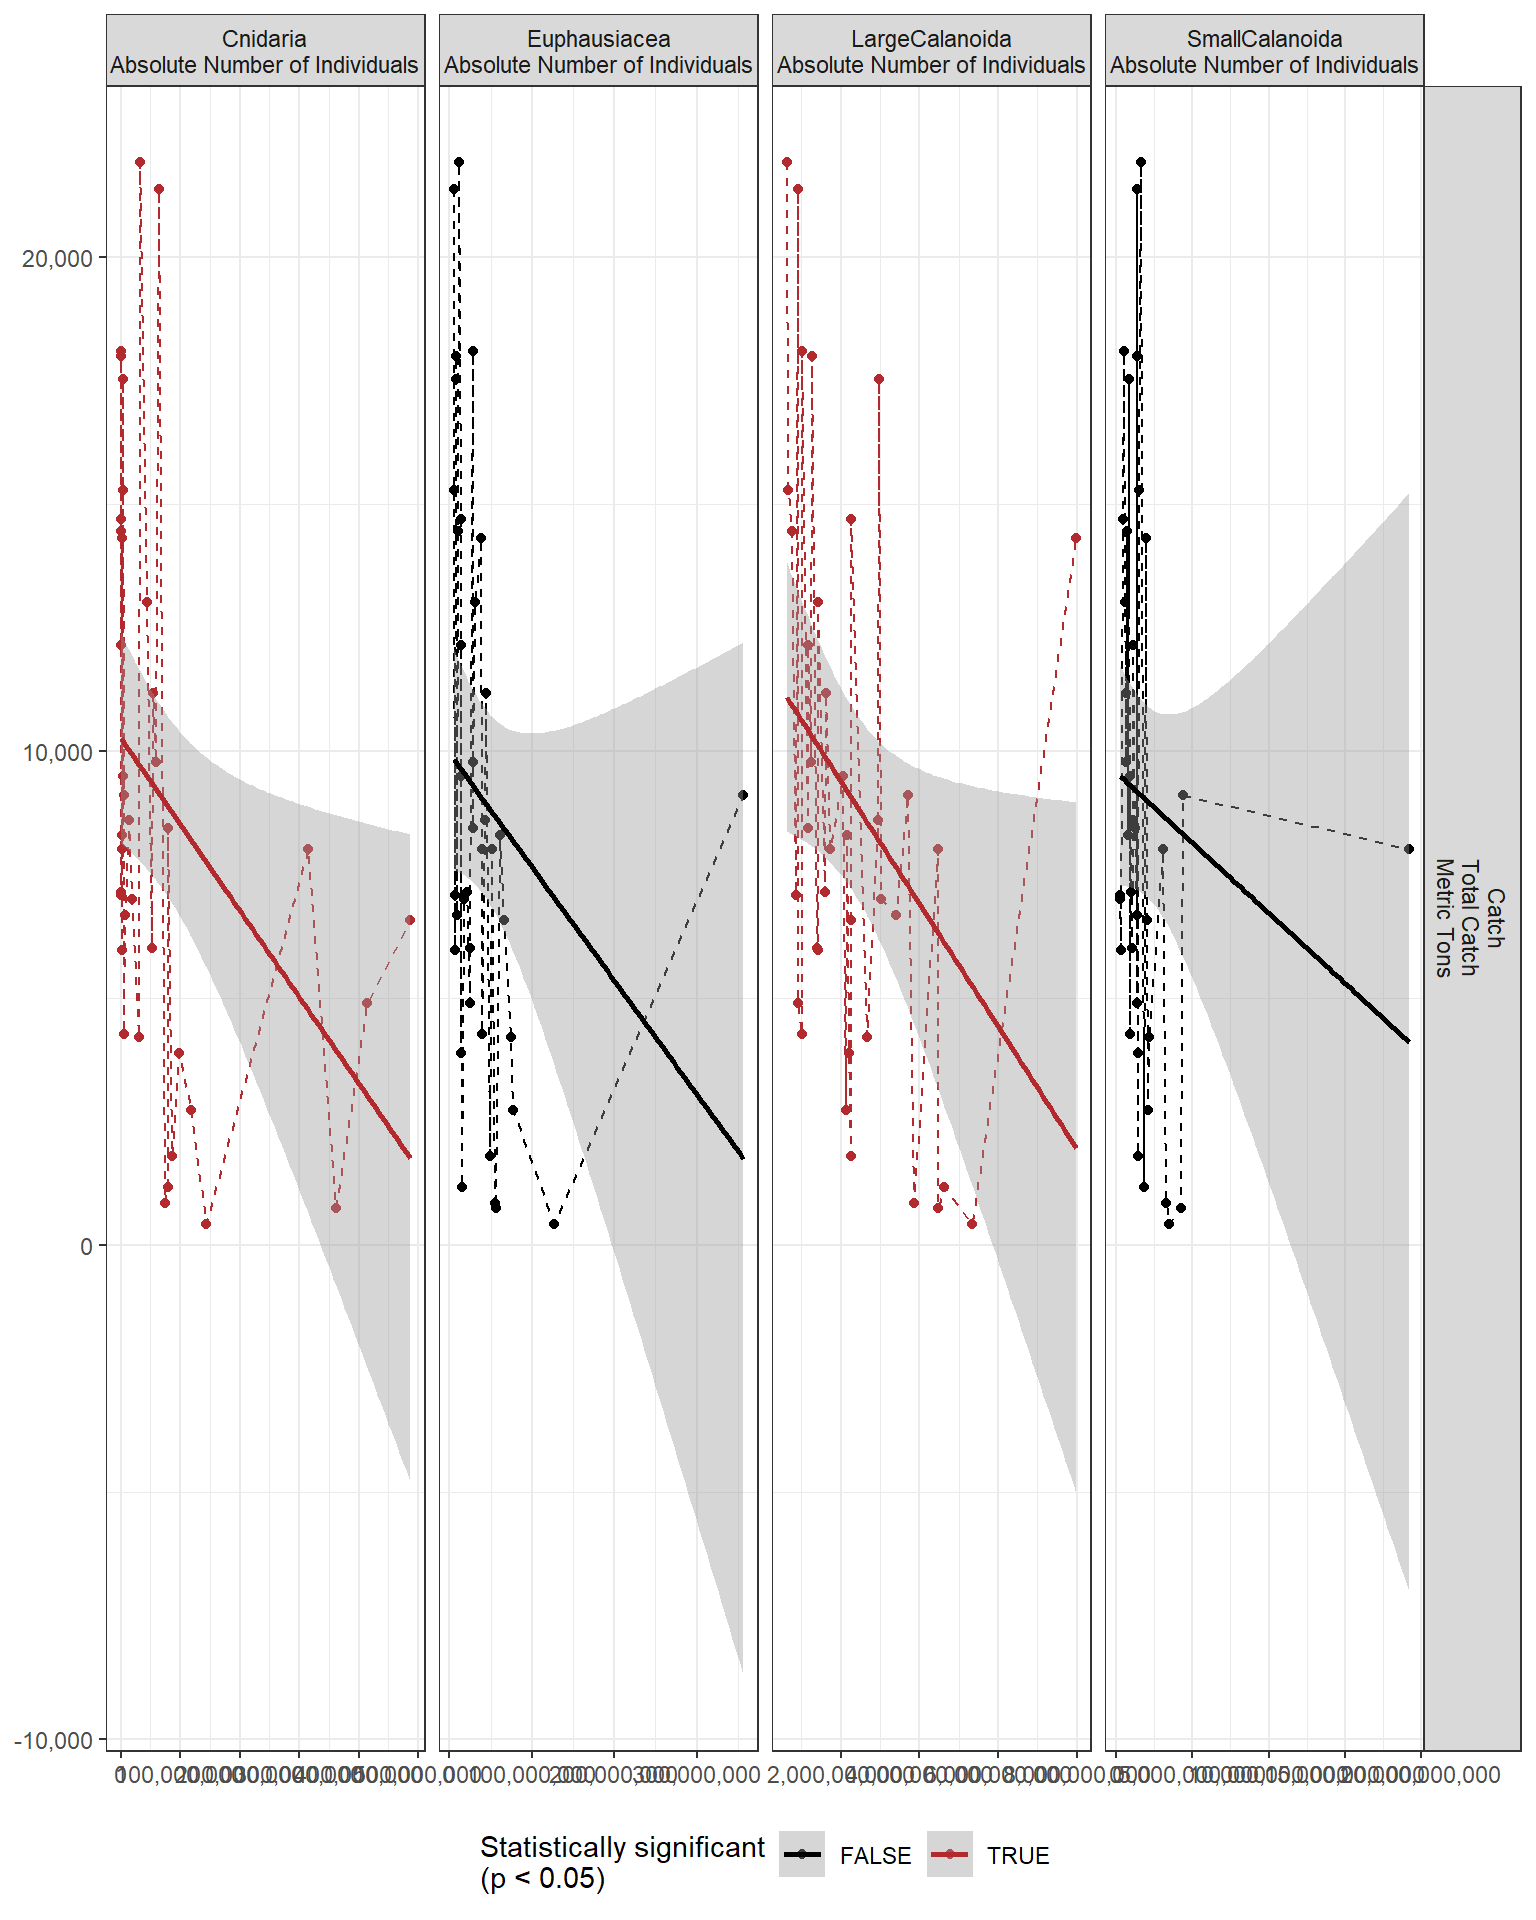 Cnidaria
Absolute Number of Individuals
Euphausiacea
Absolute Number of Individuals
LargeCalanoida
Absolute Number of Individuals
SmallCalanoida
Absolute Number of Individuals
20,000
10,000
0
-10,000
Catch
Total Catch
Metric Tons
Statistically significant
(p < 0.05)
FALSE
TRUE